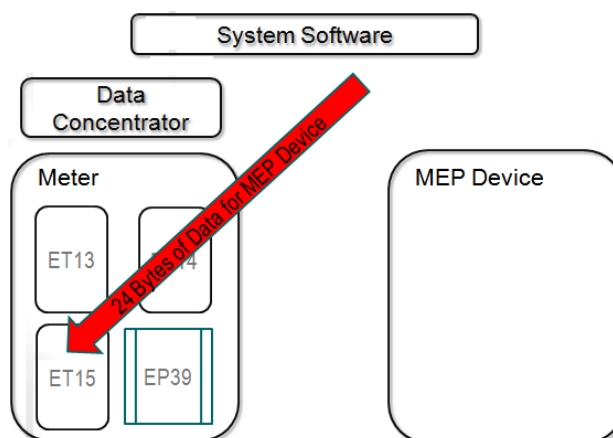 System Software
Data
Concentrator
Meter
MEP Device
24 Bytes of Data for MEP Device
ET13
ET15
EP39